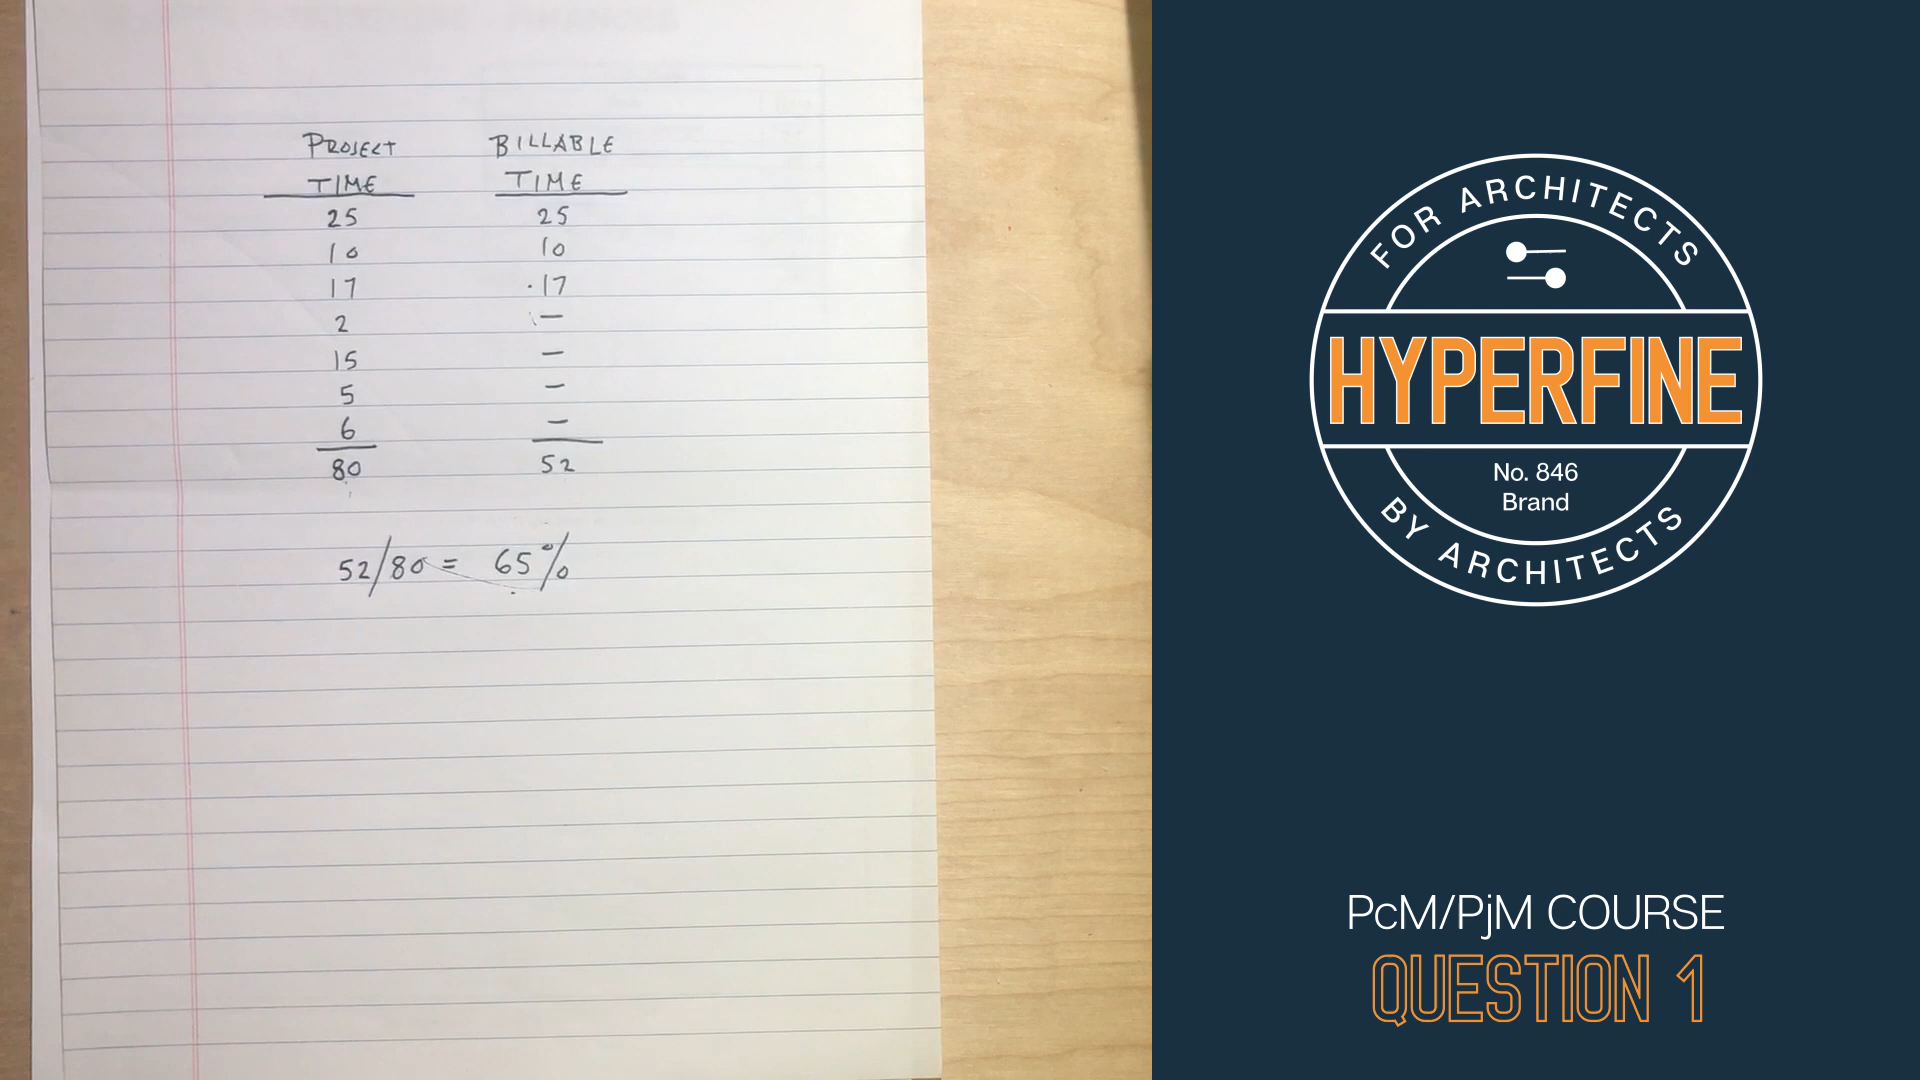 PROJECT BILLABLE
TIME TIME
25 25
10 10
17 .17
2 —
15 —
5 —
6 —
80 52
52/80 = 65%
FOR ARCHITECTS
HYPERFINE
No. 846
Brand
BY ARCHITECTS
PcM/PjM COURSE
QUESTION 1